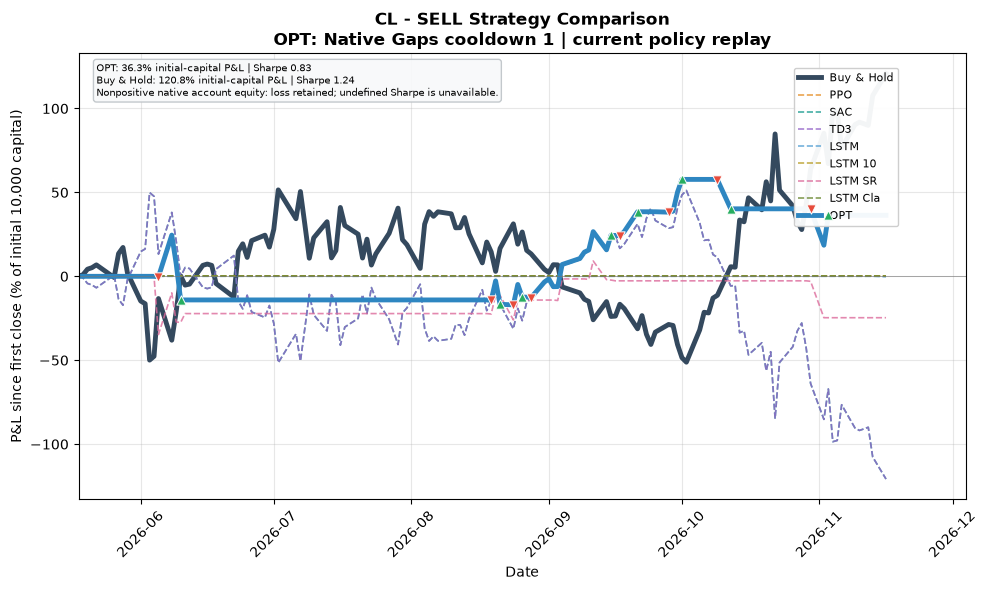 CL - SELL Strategy Comparison
OPT: Native Gaps cooldown 1 | current policy replay
OPT: 36.3% initial-capital P&L | Sharpe 0.83
Buy & Hold: 120.8% initial-capital P&L | Sharpe 1.24
Nonpositive native account equity: loss retained; undefined Sharpe is unavailable.
Buy & Hold
PPO
SAC
TD3
LSTM
LSTM 10
LSTM SR
LSTM Cla
OPT
P&L since first close (% of initial 10,000 capital)
100
50
0
−50
−100
2026-06
2026-07
2026-08
2026-09
2026-10
2026-11
2026-12
Date